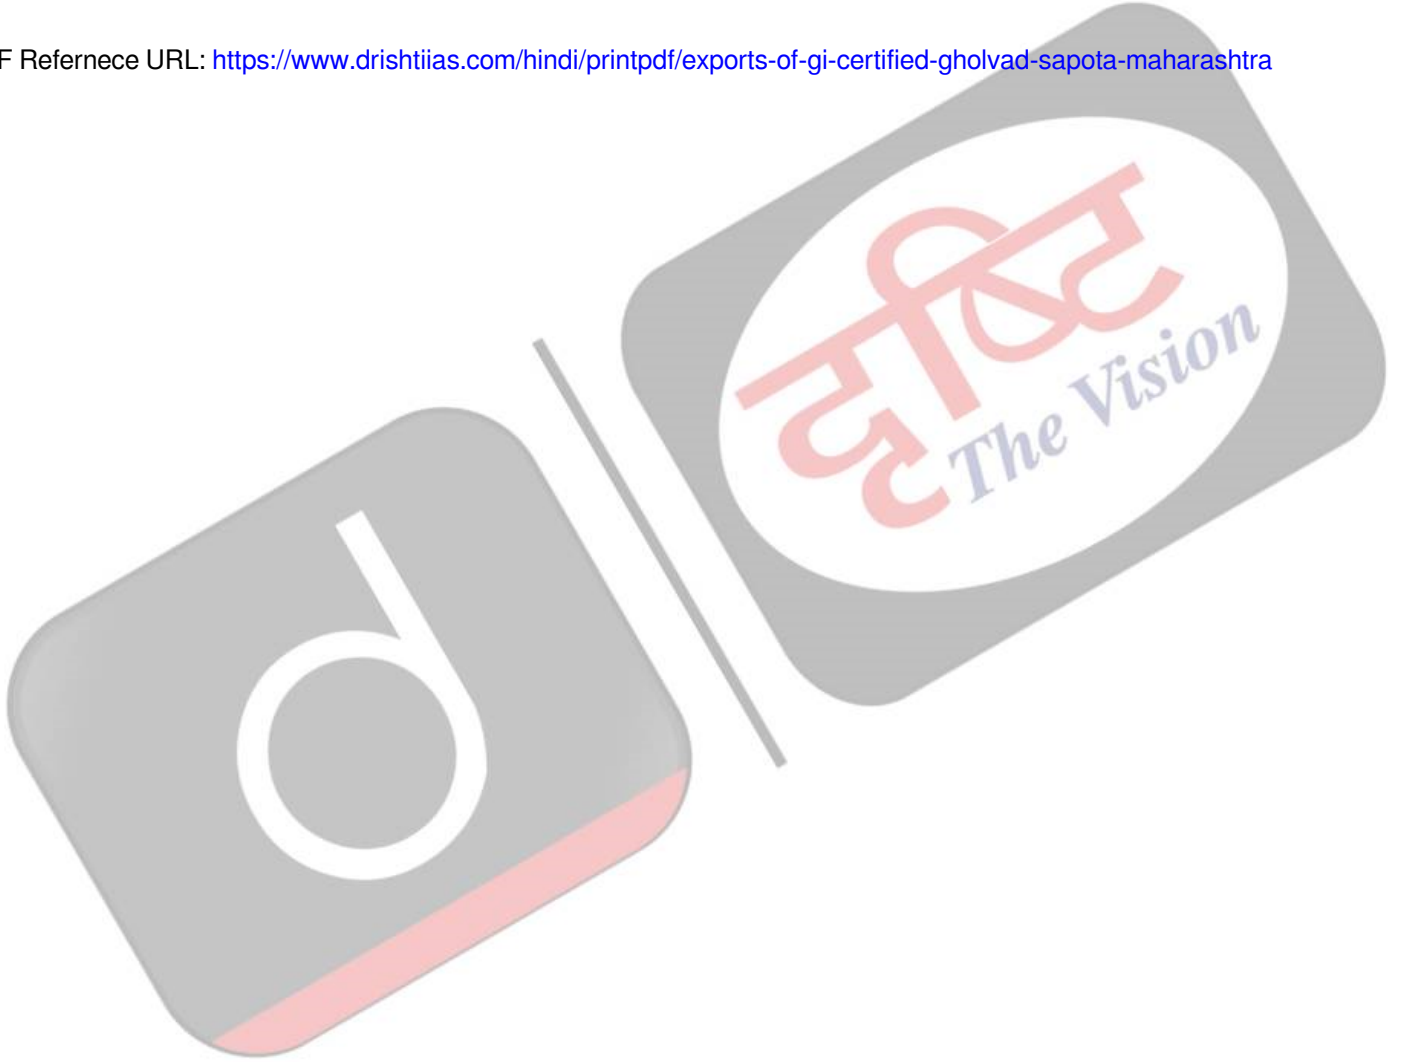 F Refernece URL: https://www.drishtiias.com/hindi/printpdf/exports-of-gi-certified-gholvad-sapota-maharashtra
दृष्टि
The Vision
d